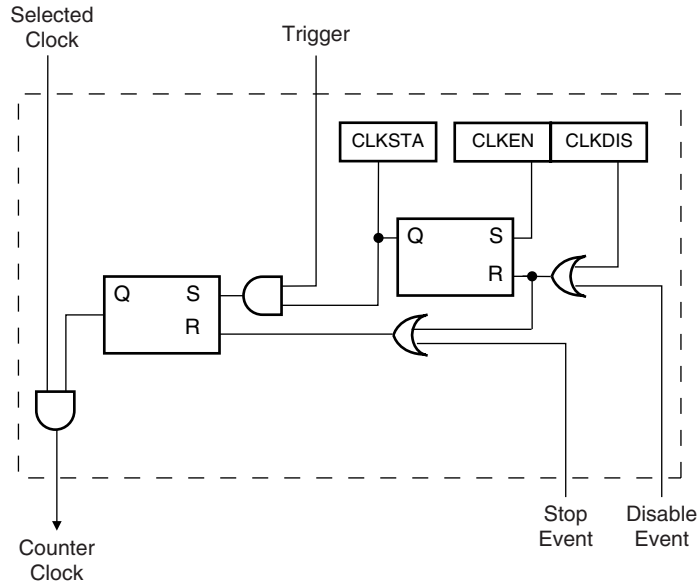 Selected
Clock
Trigger
CLKSTA
CLKEN
CLKDIS
Q
S
R
Q
S
R
Stop
Event
Disable
Event
Counter
Clock